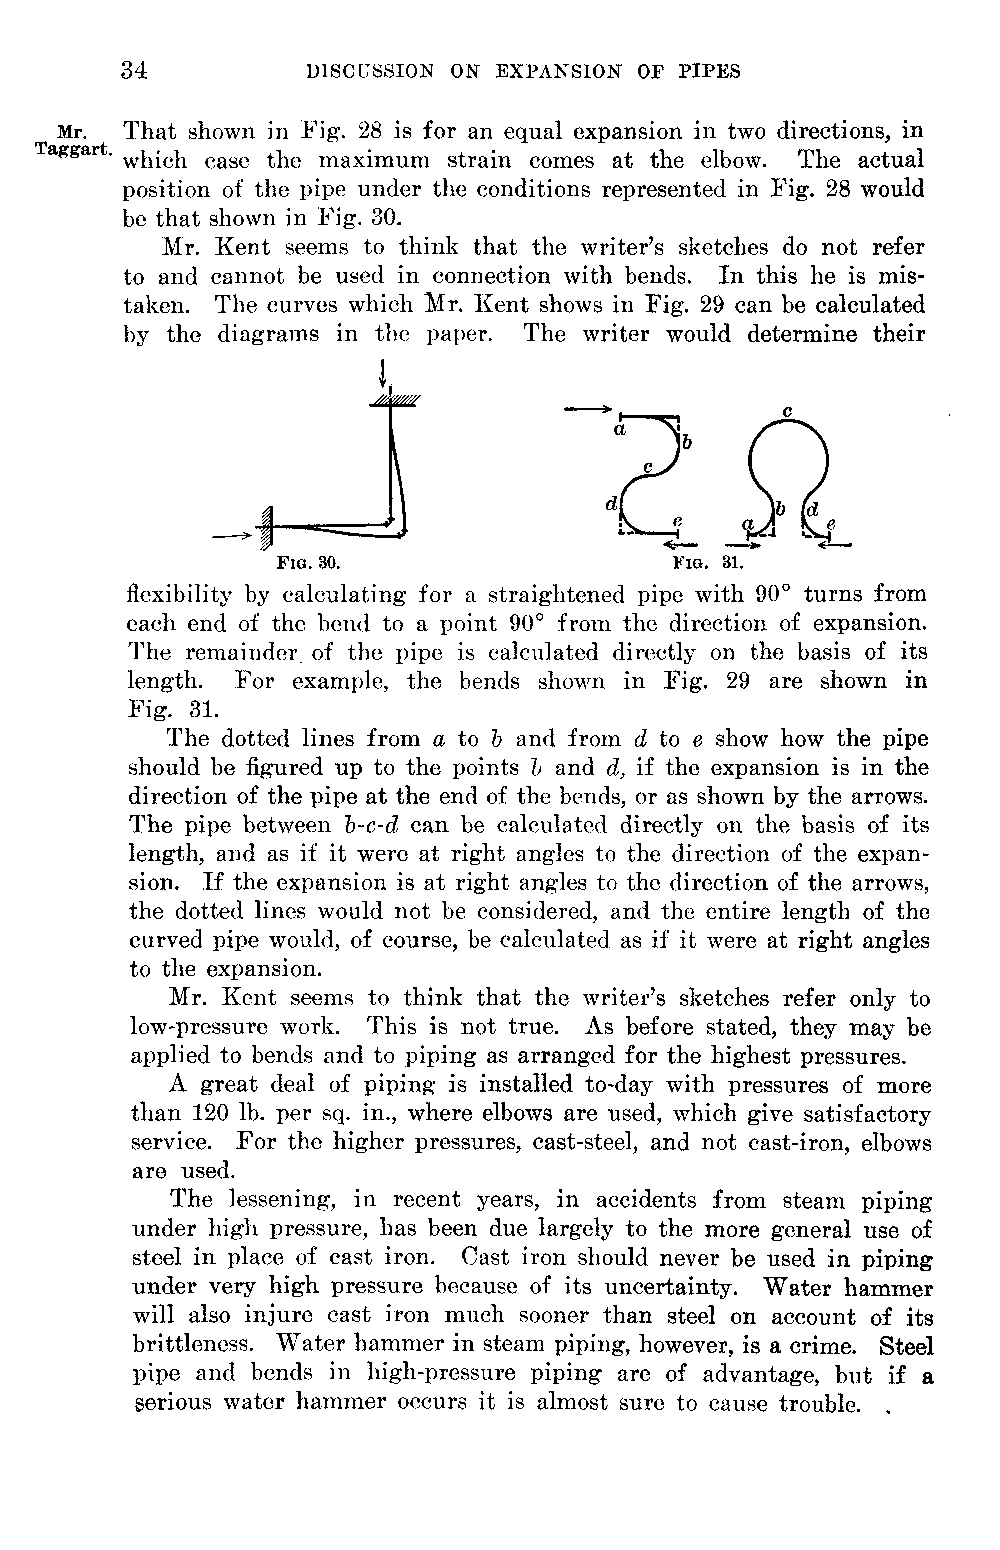 34 DISCUSSION ON EXPANSION OF PIPES
Mr. Taggart.
That shown in Fig. 28 is for an equal expansion in two directions, in
which case the maximum strain comes at the elbow. The actual
position of the pipe under the conditions represented in Fig. 28 would
be that shown in Fig. 30.
Mr. Kent seems to think that the writer's sketches do not refer
to and cannot be used in connection with bends. In this he is mis-
taken. The curves which Mr. Kent shows in Fig. 29 can be calculated
by the diagrams in the paper. The writer would determine their
a
b
c
d
e
c
a
b
d
e
FIG. 30. FIG. 31.
flexibility by calculating for a straightened pipe with 90° turns from
each end of the bend to a point 90° from the direction of expansion.
The remainder of the pipe is calculated directly on the basis of its
length. For example, the bends shown in Fig. 29 are shown in
Fig. 31.
The dotted lines from a to b and from d to e show how the pipe
should be figured up to the points b and d, if the expansion is in the
direction of the pipe at the end of the bends, or as shown by the arrows.
The pipe between b-c-d can be calculated directly on the basis of its
length, and as if it were at right angles to the direction of the expan-
sion. If the expansion is at right angles to the direction of the arrows,
the dotted lines would not be considered, and the entire length of the
curved pipe would, of course, be calculated as if it were at right angles
to the expansion.
Mr. Kent seems to think that the writer's sketches refer only to
low-pressure work. This is not true. As before stated, they may be
applied to bends and to piping as arranged for the highest pressures.
A great deal of piping is installed to-day with pressures of more
than 120 lb. per sq. in., where elbows are used, which give satisfactory
service. For the higher pressures, cast-steel, and not cast-iron, elbows
are used.
The lessening, in recent years, in accidents from steam piping
under high pressure, has been due largely to the more general use of
steel in place of cast iron. Cast iron should never be used in piping
under very high pressure because of its uncertainty. Water hammer
will also injure cast iron much sooner than steel on account of its
brittleness. Water hammer in steam piping, however, is a crime. Steel
pipe and bends in high-pressure piping are of advantage, but if a
serious water hammer occurs it is almost sure to cause trouble.